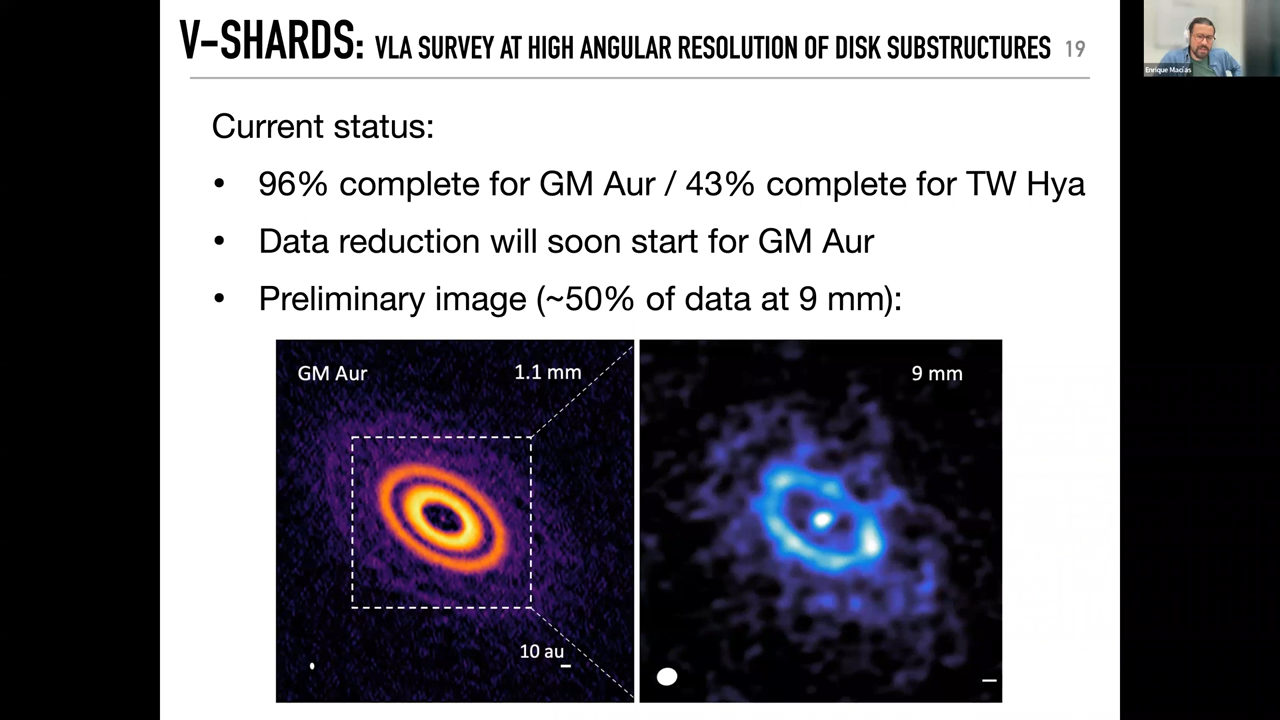 V-SHARDS: VLA SURVEY AT HIGH ANGULAR RESOLUTION OF DISK SUBSTRUCTURES 19
Enrique Macías
Current status:
• 96% complete for GM Aur / 43% complete for TW Hya
• Data reduction will soon start for GM Aur
• Preliminary image (~50% of data at 9 mm):
GM Aur 1.1 mm
9 mm
10 au